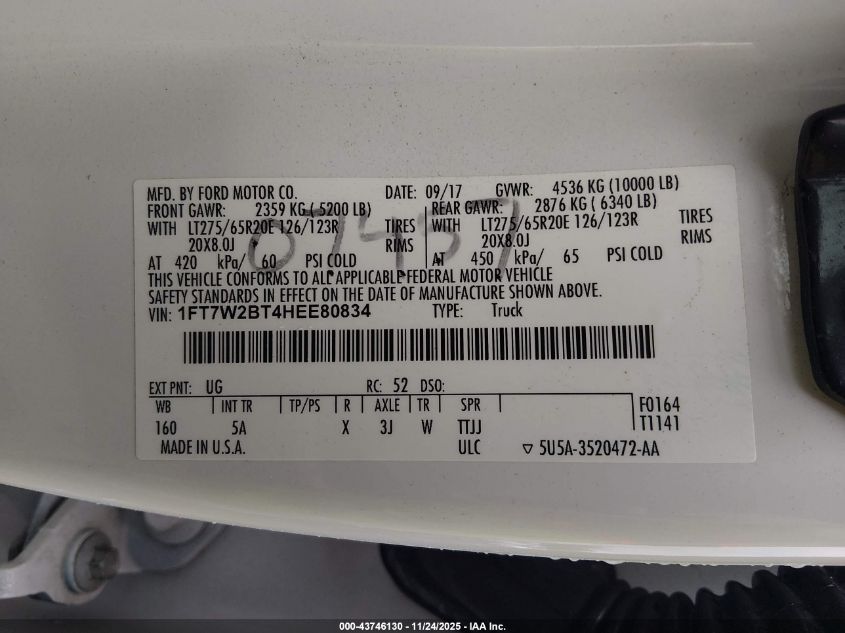 MFD. BY FORD MOTOR CO. DATE: 09/17 GVWR: 4536 KG (10000 LB)
FRONT GAWR: 2359 KG ( 5200 LB) REAR GAWR: 2876 KG ( 6340 LB)
WITH LT275/65R20E 126/123R TIRES WITH LT275/65R20E 126/123R TIRES
20X8.0J RIMS 20X8.0J RIMS
AT 420 kPa/ 60 PSI COLD AT 450 kPa/ 65 PSI COLD
07457
THIS VEHICLE CONFORMS TO ALL APPLICABLE FEDERAL MOTOR VEHICLE
SAFETY STANDARDS IN EFFECT ON THE DATE OF MANUFACTURE SHOWN ABOVE.
VIN: 1FT7W2BT4HEE80834 TYPE: Truck
EXT PNT: UG RC: 52 DSO:
WB INT TR TP/PS R AXLE TR SPR F0164
160 5A X 3J W TTJJ T1141
MADE IN U.S.A. ULC ▽ 5U5A-3520472-AA
000-43746130 - 11/24/2025 - IAA Inc.